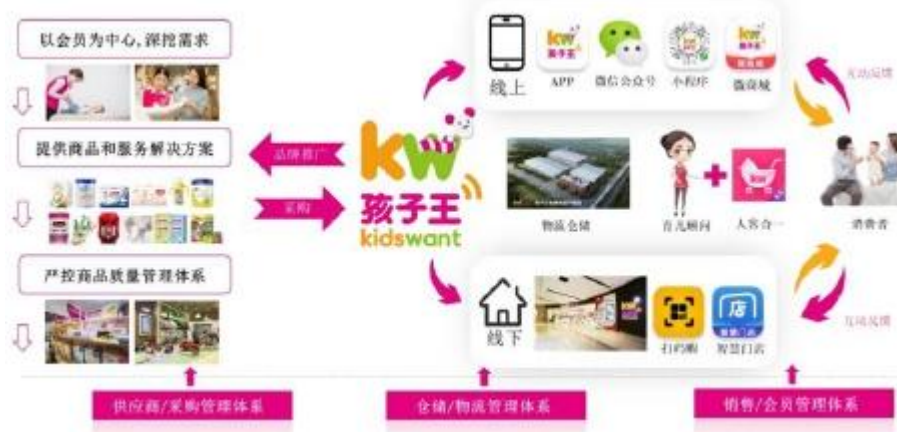 以会员为中心,深挖需求
提供商品和服务解决方案
严控商品质量管理体系
品牌推广
采购
kw
孩子王
kidswant
线上
APP
微信公众号
小程序
微商城
物流仓储
育儿顾问
人客合一
消费者
互动反馈
线下
扫码购
智慧门店
互动反馈
供应商/采购管理体系
仓储/物流管理体系
销售/会员管理体系